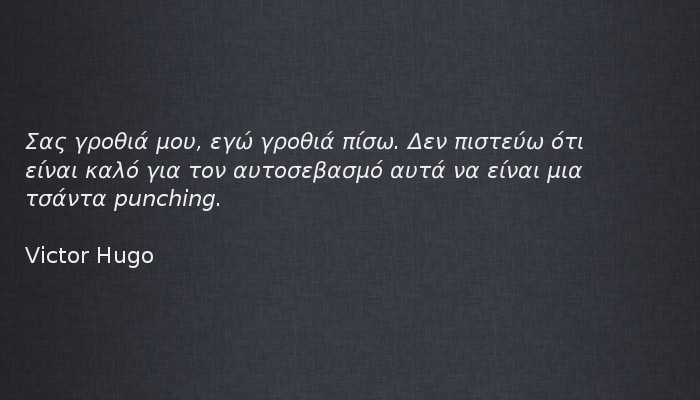 Σας γροθιά μου, εγώ γροθιά πίσω. Δεν πιστεύω ότι
είναι καλό για τον αυτοσεβασμό αυτά να είναι μια
τσάντα punching.
Victor Hugo